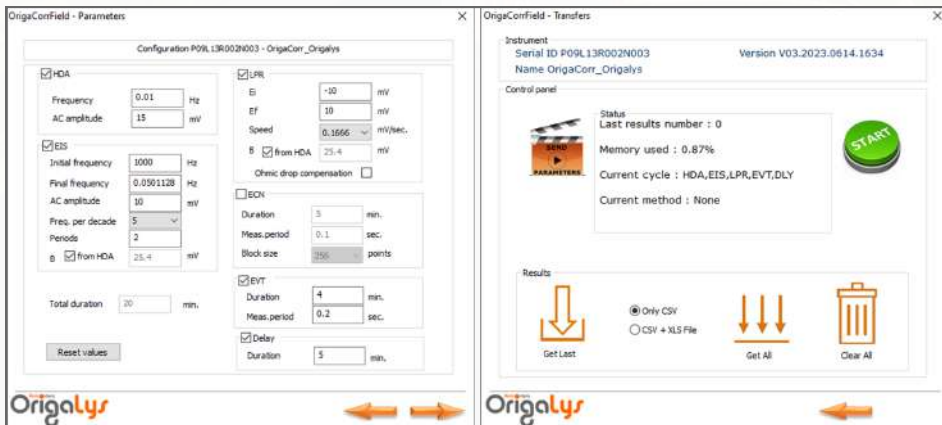 OrigaCorrField - Parameters
Configuration P09L13R002N003 - OrigaCorr_Origalys
HDA
Frequency 0.01 Hz
AC amplitude 15 mV
EIS
Initial frequency 1000 Hz
Final frequency 0.0501128 Hz
AC amplitude 10 mV
Freq. per decade 5
Periods 2
B from HDA 25.4 mV
Total duration 20 min.
Reset values
LPR
Ei -10 mV
Ef 10 mV
Speed 0.1666 mV/sec.
B from HDA 25.4 mV
Ohmic drop compensation
ECN
Duration 5 min.
Meas.period 0.1 sec.
Block size 256 points
EVT
Duration 4 min.
Meas.period 0.2 sec.
Delay
Duration 5 min.
Origalys
OrigaCorrField - Transfers
Instrument
Serial ID P09L13R002N003 Version V03.2023.0614.1634
Name OrigaCorr_Origalys
Control panel
SEND
PARAMETERS
Status
Last results number : 0
Memory used : 0.87%
Current cycle : HDA,EIS,LPR,EVT,DLY
Current method : None
START
Results
Get Last
Only CSV
CSV + XLS File
Get All
Clear All
Origalys